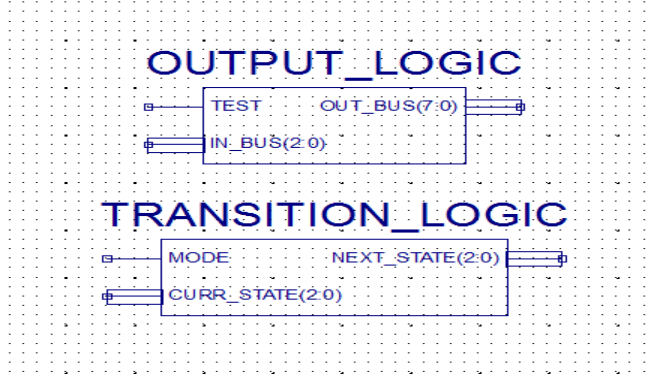 OUTPUT_LOGIC
TEST OUT_BUS(7:0)
IN_BUS(2:0)
TRANSITION_LOGIC
MODE NEXT_STATE(2:0)
CURR_STATE(2:0)